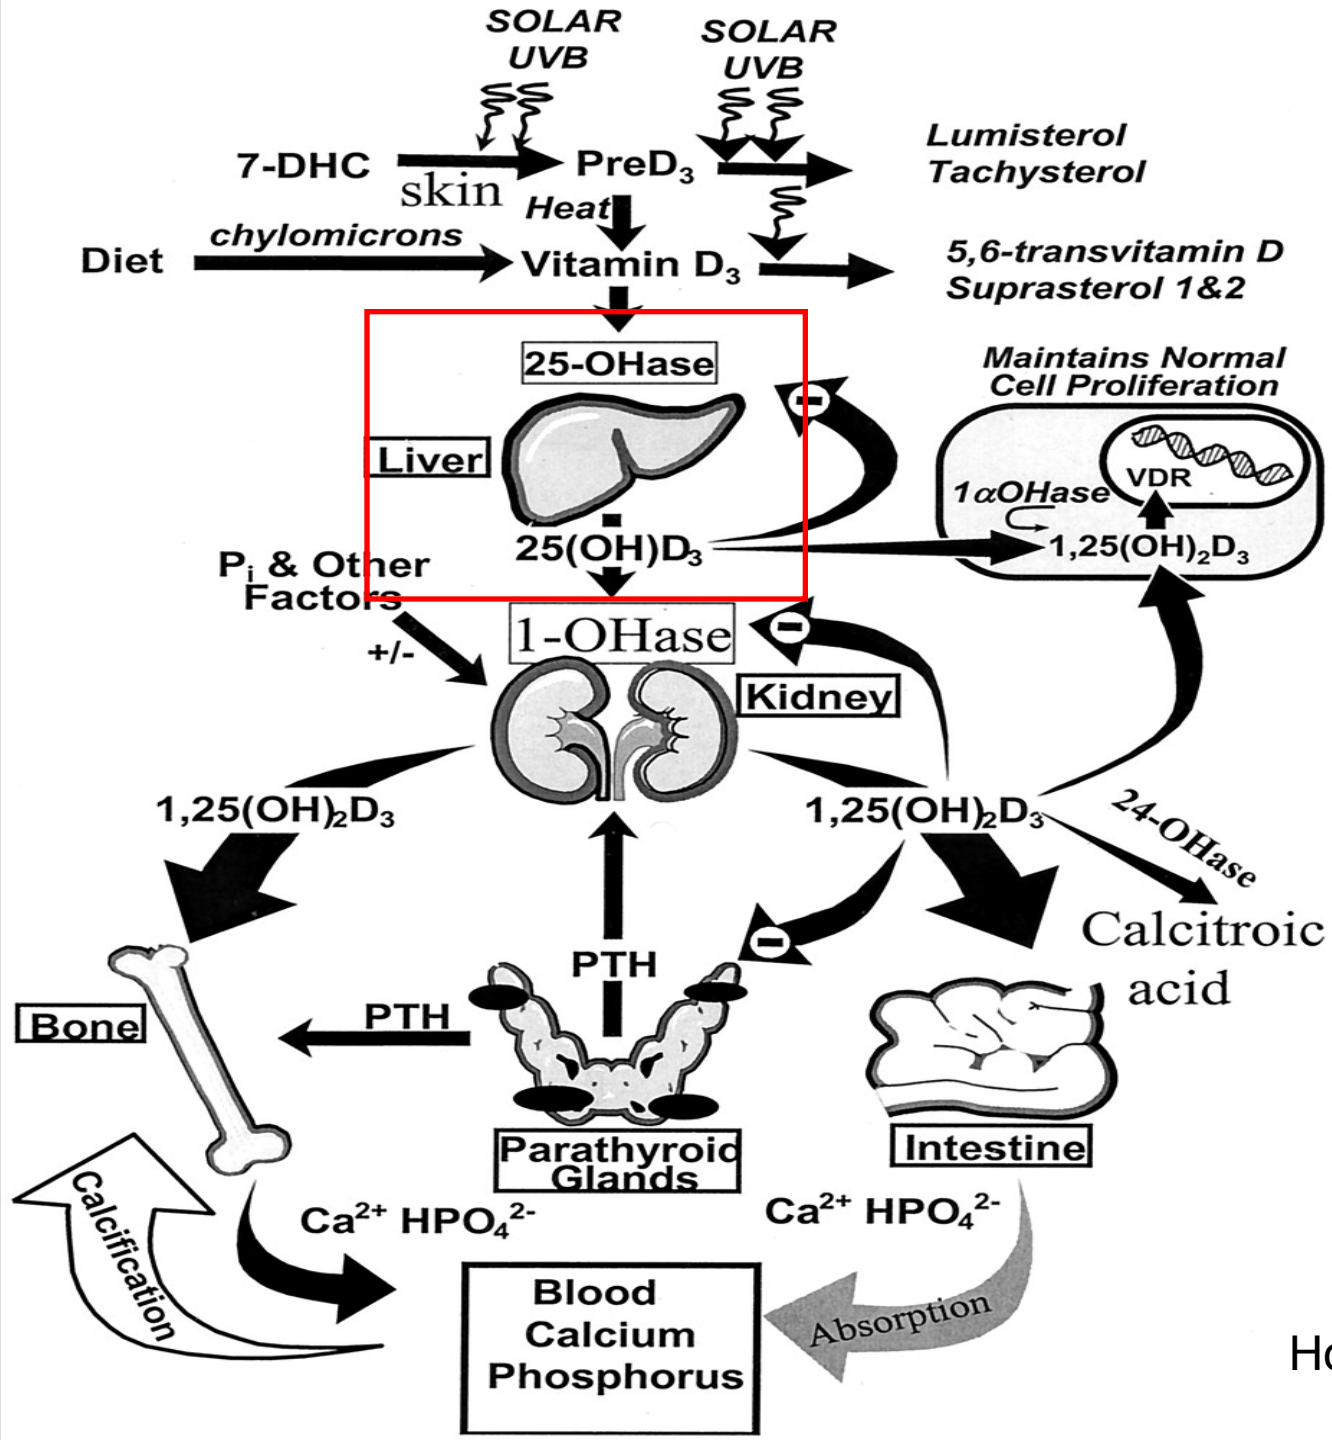 SOLAR
UVB
SOLAR
UVB
7-DHC
skin
PreD₃
Lumisterol
Tachysterol
Heat
Diet
chylomicrons
Vitamin D₃
5,6-transvitamin D
Suprasterol 1&2
25-OHase
Maintains Normal
Cell Proliferation
Liver
VDR
1αOHase
25(OH)D₃
1,25(OH)₂D₃
Pᵢ & Other
Factors
+/-
1-OHase
Kidney
1,25(OH)₂D₃
1,25(OH)₂D₃
24-OHase
Calcitroic
acid
PTH
Bone
PTH
Parathyroid
Glands
Intestine
Calcification
Ca²⁺ HPO₄²⁻
Ca²⁺ HPO₄²⁻
Blood
Calcium
Phosphorus
Absorption